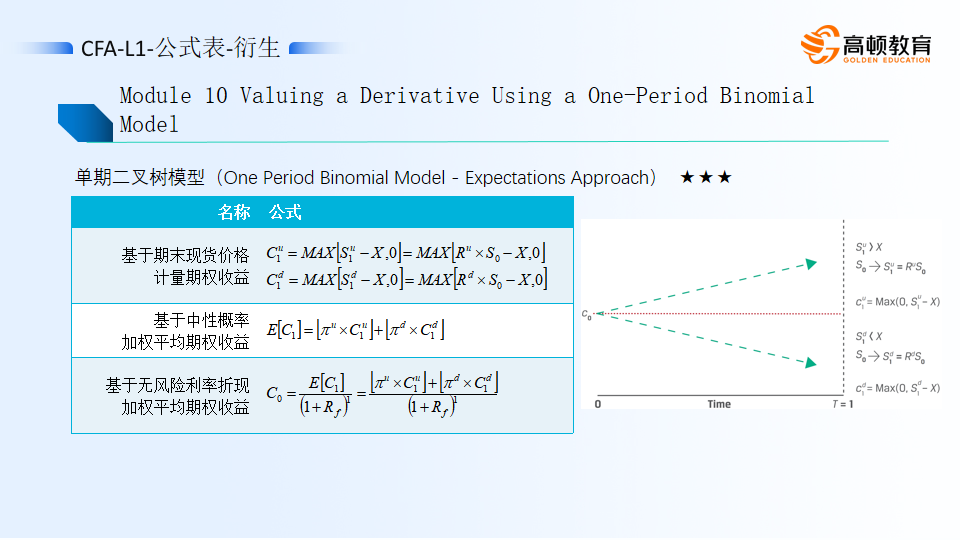 CFA-L1-公式表-衍生
高顿教育
GOLDEN EDUCATION
Module 10 Valuing a Derivative Using a One-Period Binomial
Model
单期二叉树模型（One Period Binomial Model - Expectations Approach） ★★★
名称 公式
基于期末现货价格
计量期权收益
C₁ᵘ = MAX[S₁ᵘ − X,0] = MAX[Rᵘ × S₀ − X,0]
C₁ᵈ = MAX[S₁ᵈ − X,0] = MAX[Rᵈ × S₀ − X,0]
基于中性概率
加权平均期权收益
E[C₁] = [πᵘ × C₁ᵘ] + [πᵈ × C₁ᵈ]
基于无风险利率折现
加权平均期权收益
C₀ = E[C₁] / (1 + R_f)¹ = ([πᵘ × C₁ᵘ] + [πᵈ × C₁ᵈ]) / (1 + R_f)¹
S₁ᵘ > X
S₀ → S₁ᵘ = RᵘS₀
c₁ᵘ = Max(0, S₁ᵘ – X)
c₀
S₁ᵈ < X
S₀ → S₁ᵈ = RᵈS₀
c₁ᵈ = Max(0, S₁ᵈ – X)
0 Time T = 1